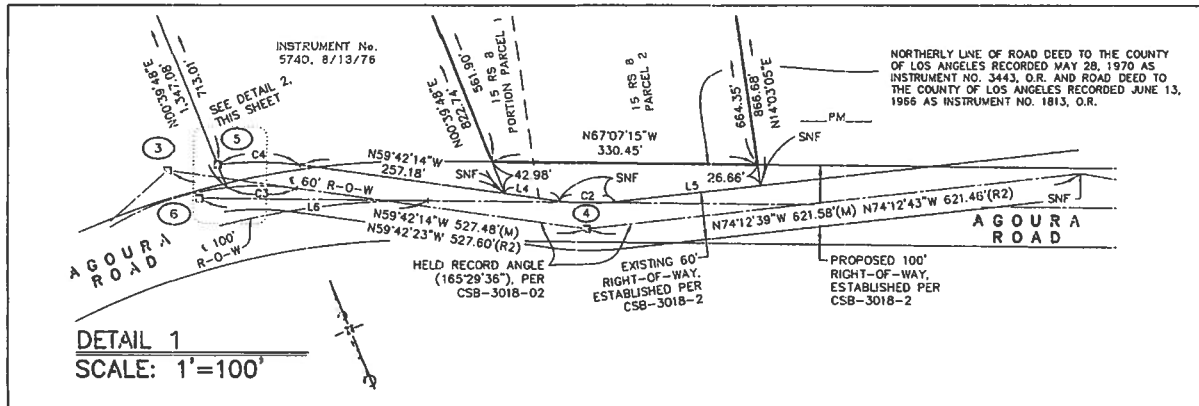 INSTRUMENT No.
5740, 8/13/76
N00°39'48"E
1,347.08'
713.01'
SEE DETAIL 2,
THIS SHEET
N00°39'48"E
822.74'
561.90'
15 RS 8
PORTION PARCEL 1
15 RS 8
PARCEL 2
664.35'
866.68'
N14°03'05"E
NORTHERLY LINE OF ROAD DEED TO THE COUNTY
OF LOS ANGELES RECORDED MAY 28, 1970 AS
INSTRUMENT NO. 3443, O.R. AND ROAD DEED TO
THE COUNTY OF LOS ANGELES RECORDED JUNE 13,
1966 AS INSTRUMENT NO. 1813, O.R.
PM
SNF
N67°07'15"W
330.45'
3
5
C4
N59°42'14"W
257.18'
SNF
42.98'
L4
SNF
C2
26.66'
L5
℄ 60' R-O-W
C3
6
L6
4
N59°42'14"W 527.48'(M)
N59°42'23"W 527.60'(R2)
N74°12'39"W 621.58'(M) N74°12'43"W 621.46'(R2)
SNF
AGOURA
ROAD
℄ 100'
R-O-W
AGOURA
ROAD
HELD RECORD ANGLE
(165°29'36"), PER
CSB-3018-02
EXISTING 60'
RIGHT-OF-WAY,
ESTABLISHED PER
CSB-3018-2
PROPOSED 100'
RIGHT-OF-WAY,
ESTABLISHED PER
CSB-3018-2
DETAIL 1
SCALE: 1'=100'